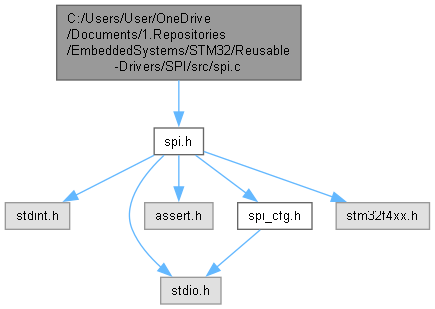 C:/Users/User/OneDrive
/Documents/1.Repositories
/EmbeddedSystems/STM32/Reusable
-Drivers/SPI/src/spi.c
spi.h
stdint.h
assert.h
spi_cfg.h
stm32f4xx.h
stdio.h